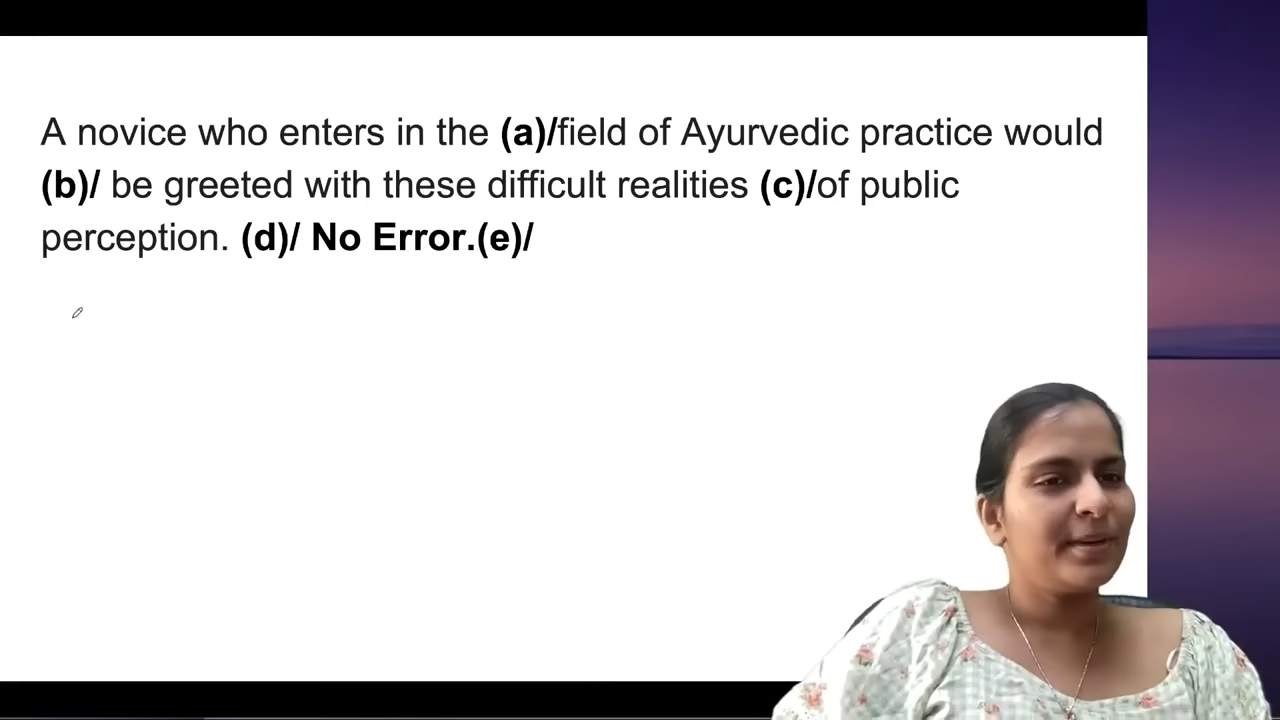 A novice who enters in the (a)/field of Ayurvedic practice would
(b)/ be greeted with these difficult realities (c)/of public
perception. (d)/ No Error.(e)/